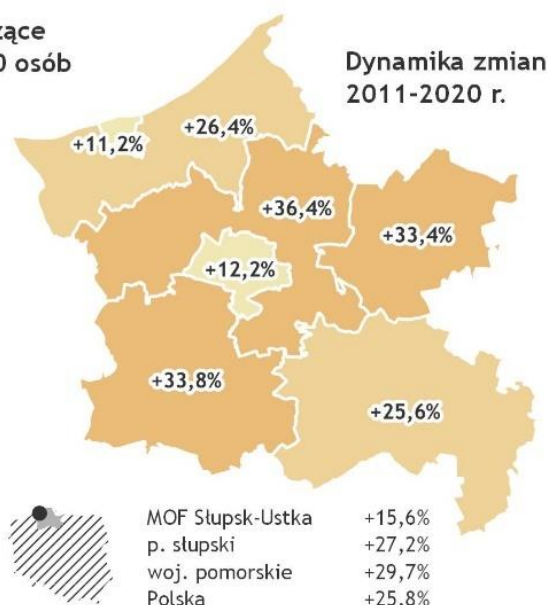 0 osób
Dynamika zmian
2011-2020 r.
+11,2%
+26,4%
+36,4%
+33,4%
+12,2%
+33,8%
+25,6%
MOF Słupsk-Ustka +15,6%
p. słupski +27,2%
woj. pomorskie +29,7%
Polska +25,8%